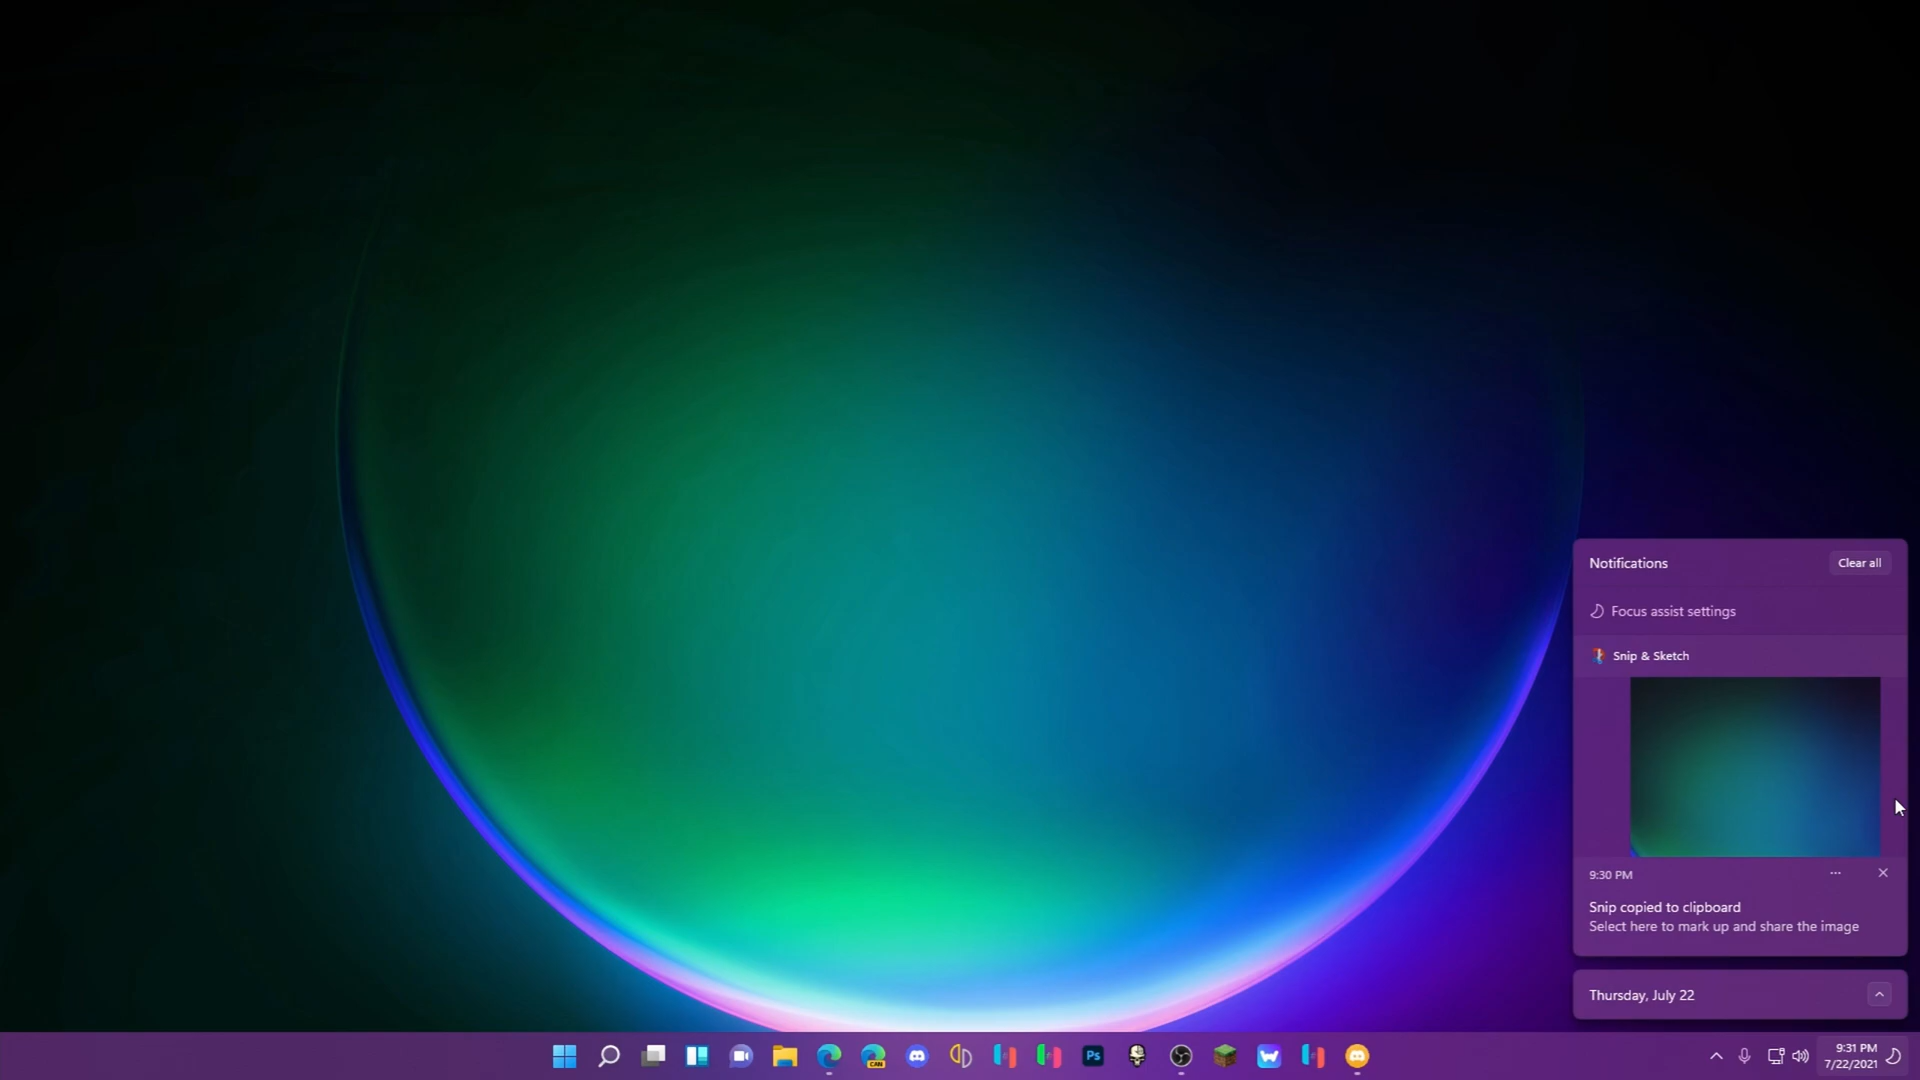 Notifications
Clear all
Focus assist settings
Snip & Sketch
9:30 PM
Snip copied to clipboard
Select here to mark up and share the image
Thursday, July 22
CAN
Ps
9:31 PM
7/22/2021